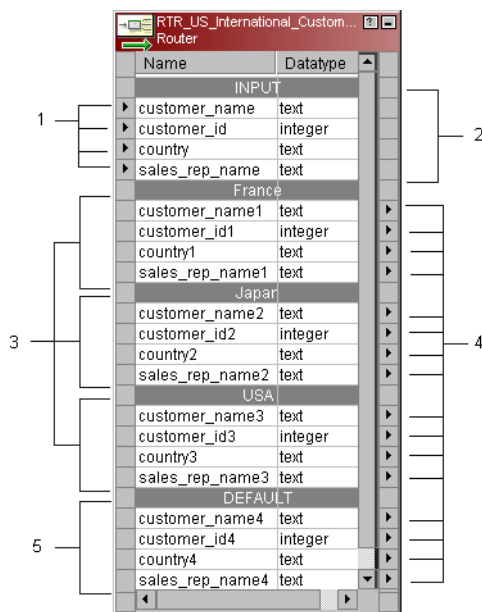 RTR_US_International_Custom...
Router
Name Datatype
INPUT
1
customer_name text
customer_id integer
2
country text
sales_rep_name text
France
customer_name1 text
customer_id1 integer
country1 text
sales_rep_name1 text
Japan
customer_name2 text
3
customer_id2 integer
4
country2 text
sales_rep_name2 text
USA
customer_name3 text
customer_id3 integer
country3 text
sales_rep_name3 text
DEFAULT
customer_name4 text
5
customer_id4 integer
country4 text
sales_rep_name4 text